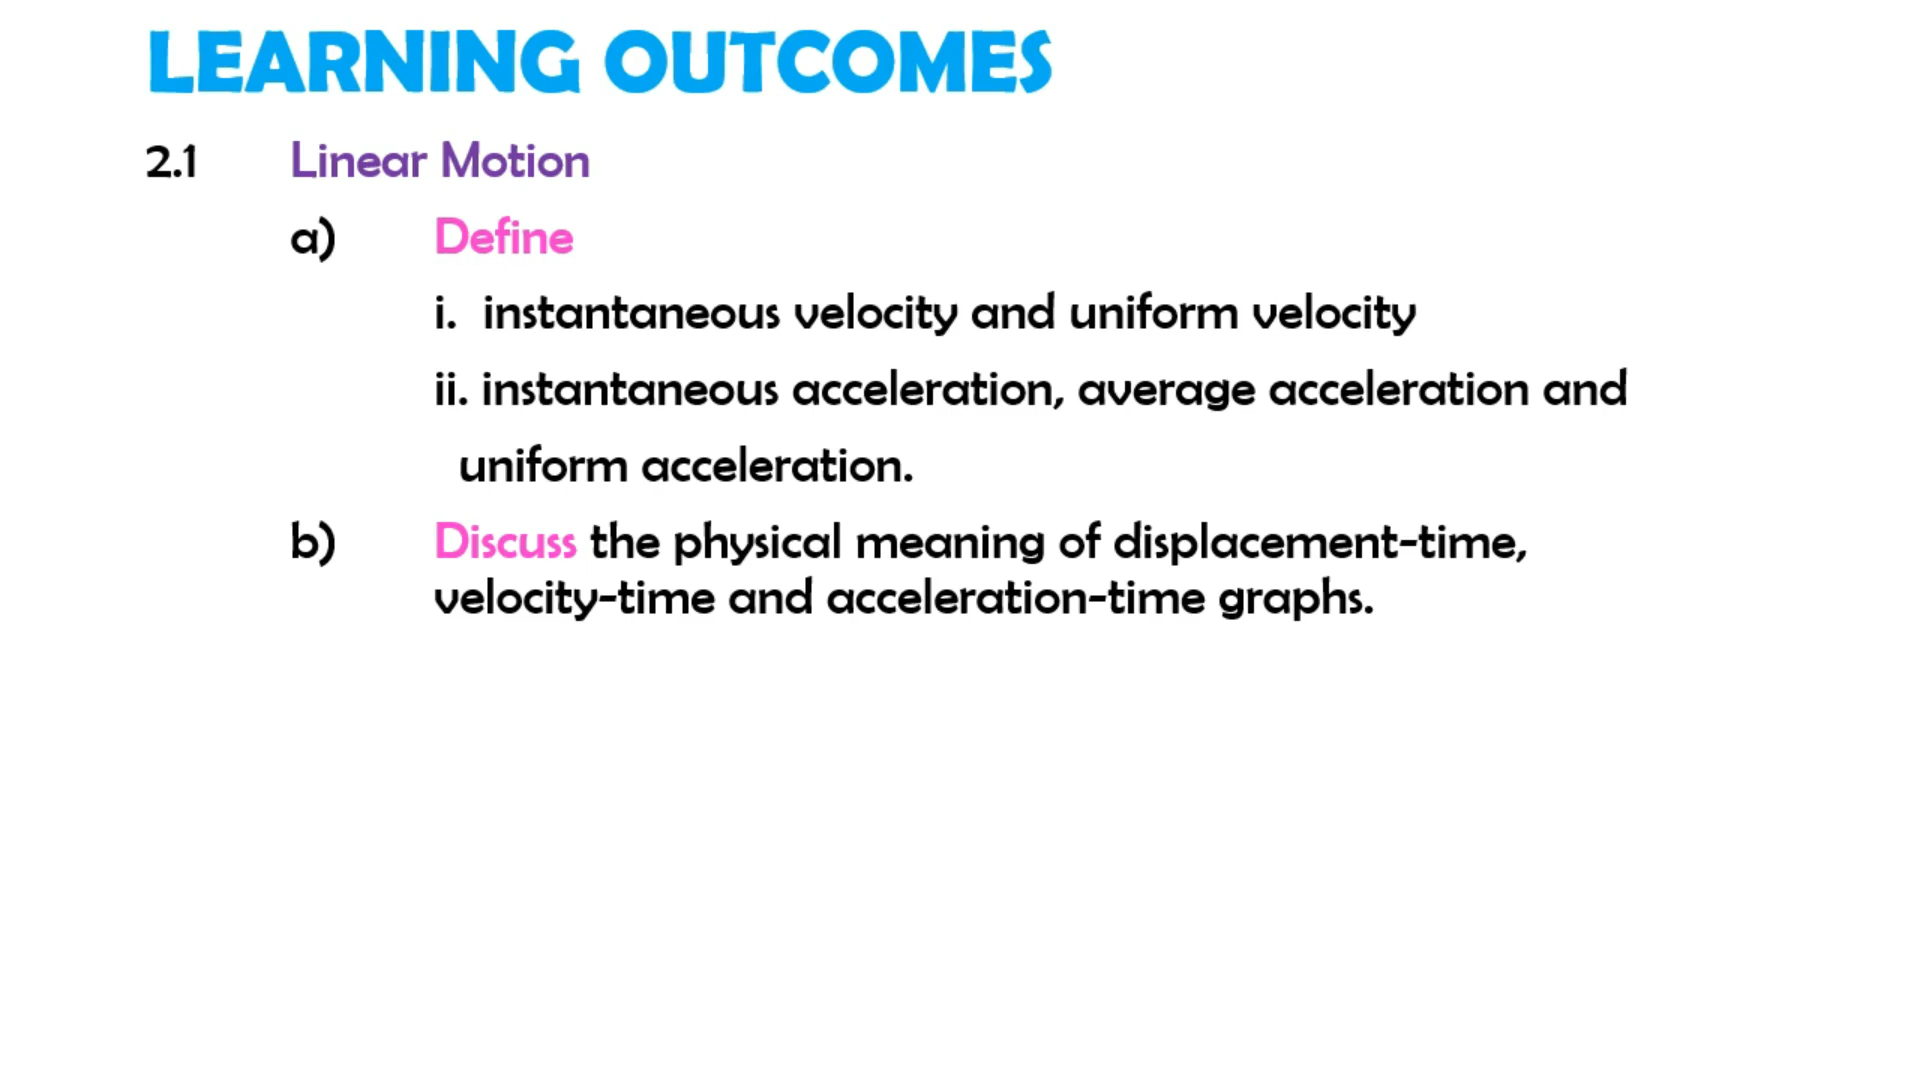 LEARNING OUTCOMES
2.1 Linear Motion
a) Define
i. instantaneous velocity and uniform velocity
ii. instantaneous acceleration, average acceleration and
uniform acceleration.
b) Discuss the physical meaning of displacement-time,
velocity-time and acceleration-time graphs.